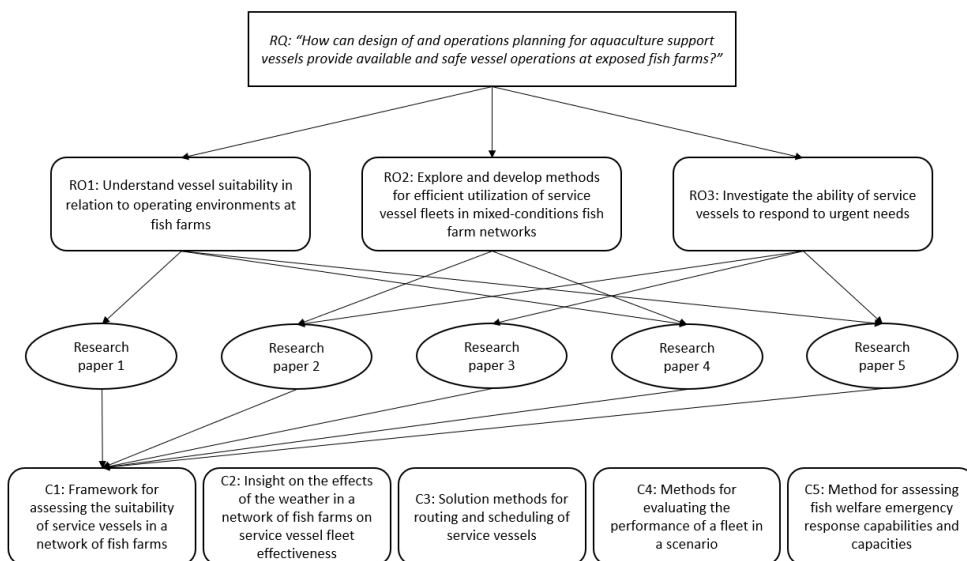 RQ: “How can design of and operations planning for aquaculture support
vessels provide available and safe vessel operations at exposed fish farms?”
RO1: Understand vessel suitability in
relation to operating environments at
fish farms
RO2: Explore and develop methods
for efficient utilization of service
vessel fleets in mixed-conditions fish
farm networks
RO3: Investigate the ability of service
vessels to respond to urgent needs
Research
paper 1
Research
paper 2
Research
paper 3
Research
paper 4
Research
paper 5
C1: Framework for
assessing the suitability
of service vessels in a
network of fish farms
C2: Insight on the effects
of the weather in a
network of fish farms on
service vessel fleet
effectiveness
C3: Solution methods for
routing and scheduling of
service vessels
C4: Methods for
evaluating the
performance of a fleet in
a scenario
C5: Method for assessing
fish welfare emergency
response capabilities and
capacities